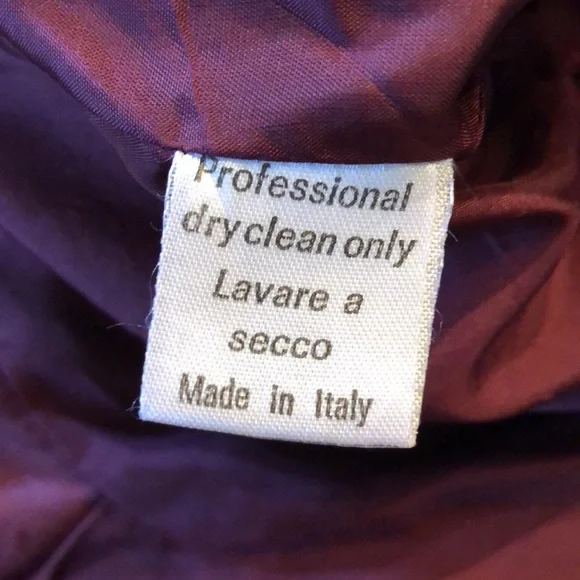 Professional
dry clean only
Lavare a
secco
Made in Italy